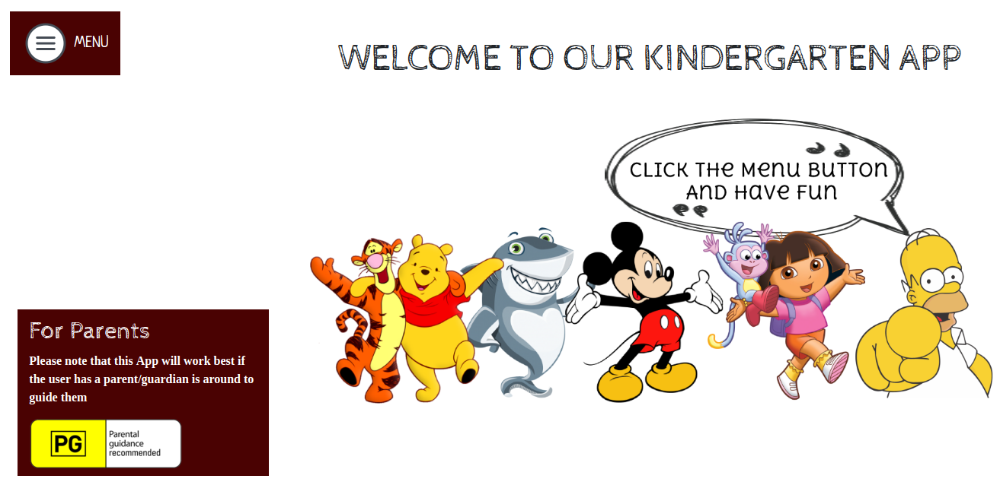 MENU
WELCOME TO OUR KINDERGARTEN APP
CLICK THE MENU BUTTON
AND HAVE FUN
For Parents
Please note that this App will work best if
the user has a parent/guardian is around to
guide them
PG
Parental
guidance
recommended